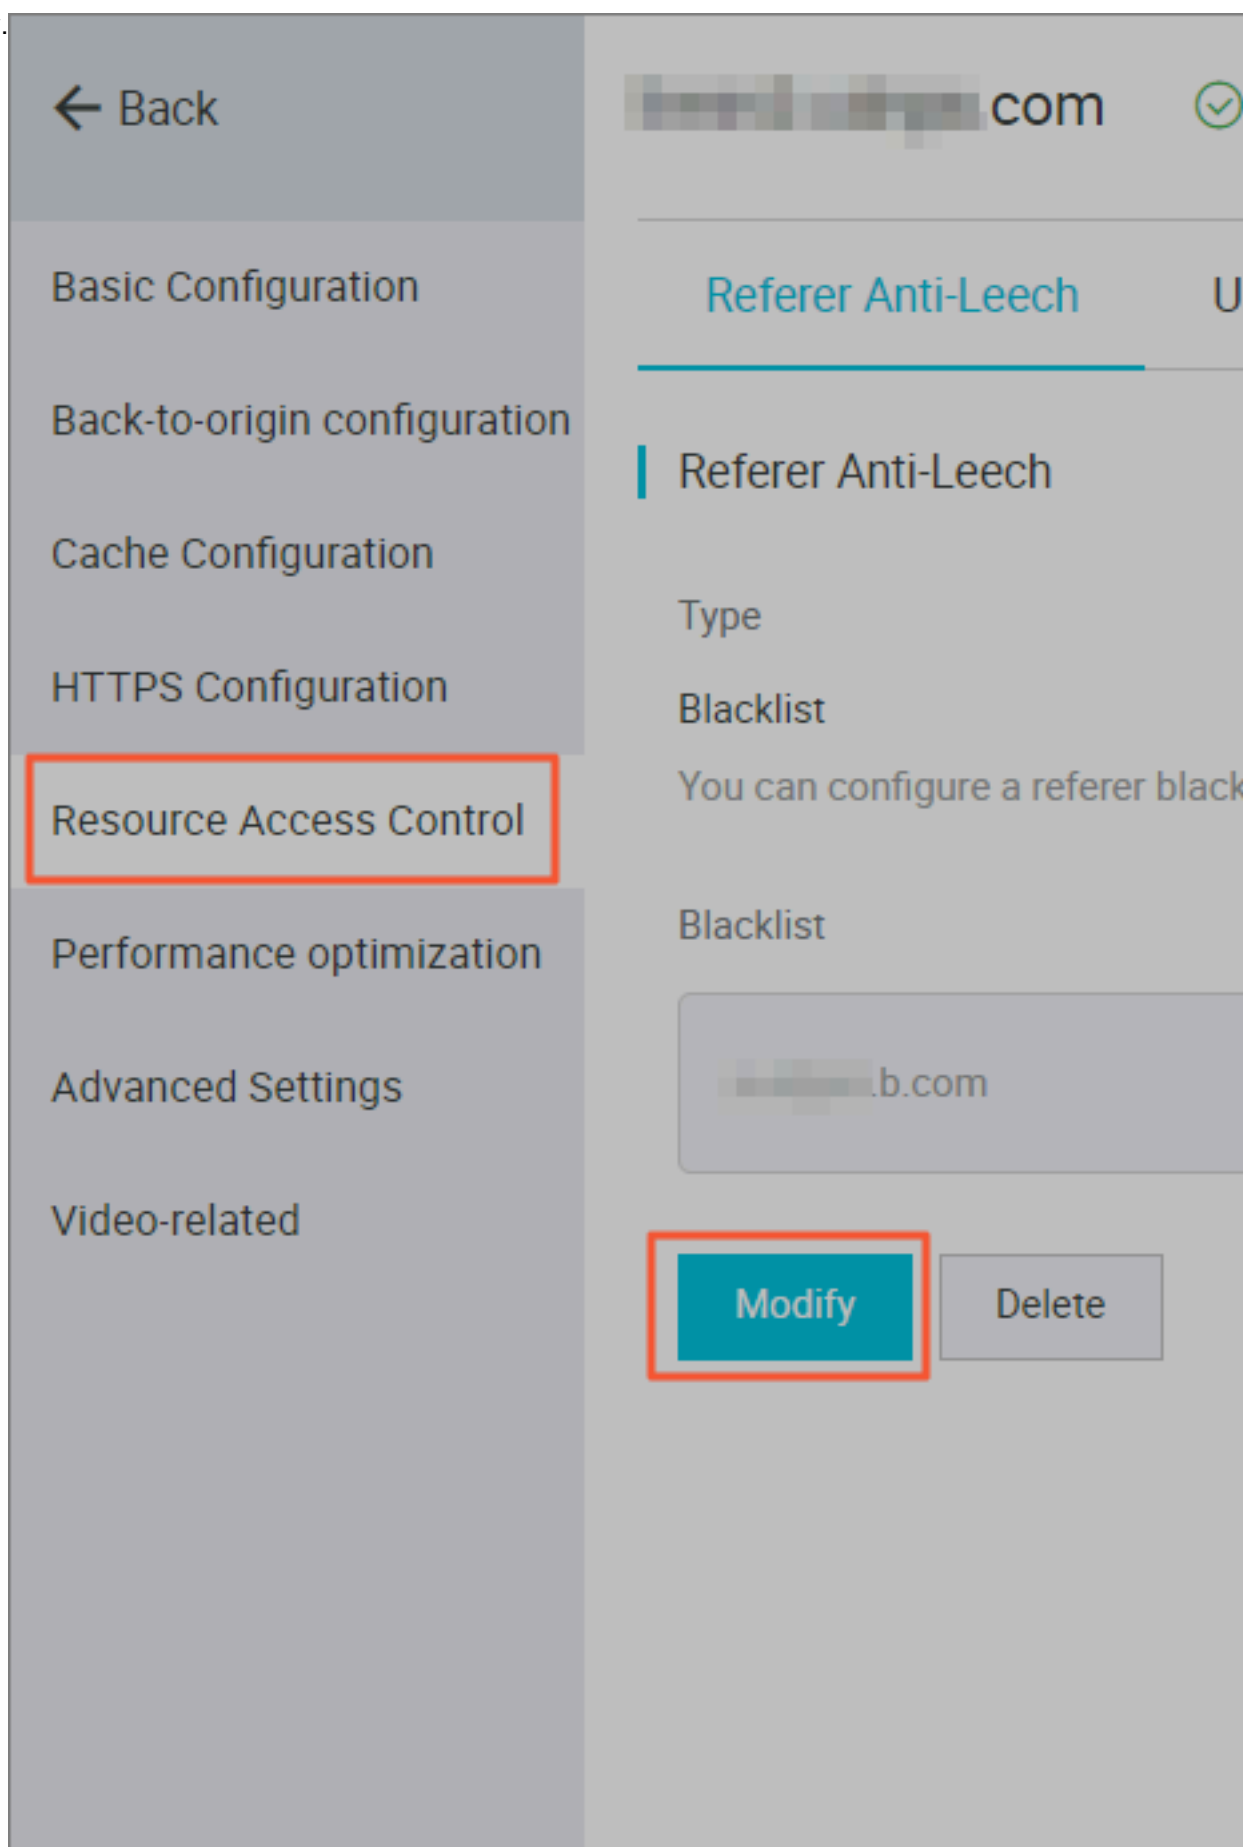 .
← Back
com
Basic Configuration
Back-to-origin configuration
Cache Configuration
HTTPS Configuration
Resource Access Control
Performance optimization
Advanced Settings
Video-related
Referer Anti-Leech
U
Referer Anti-Leech
Type
Blacklist
You can configure a referer black
Blacklist
.b.com
Modify
Delete